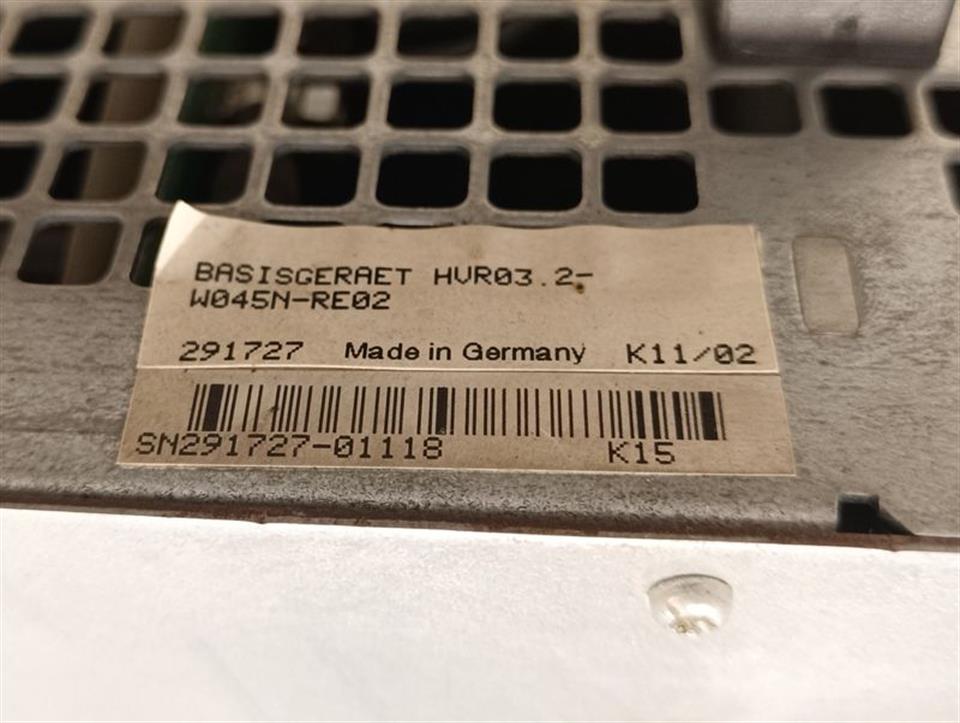 BASISGERAET HVR03.2-
W045N-RE02
291727 Made in Germany K11/02
SN291727-01118 K15